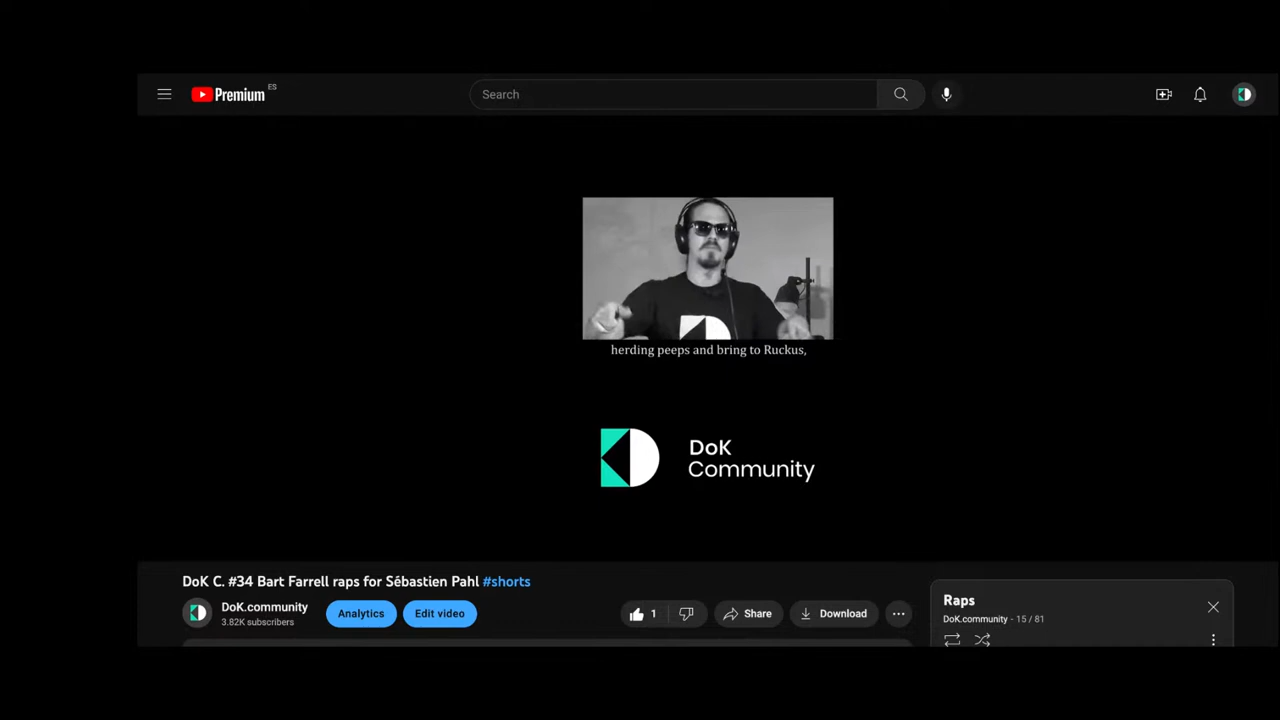 Premium ES
Search
herding peeps and bring to Ruckus,
DoK
Community
DoK C. #34 Bart Farrell raps for Sébastien Pahl #shorts
DoK.community
3.82K subscribers
Analytics
Edit video
1
Share
Download
Raps
DoK.community - 15 / 81